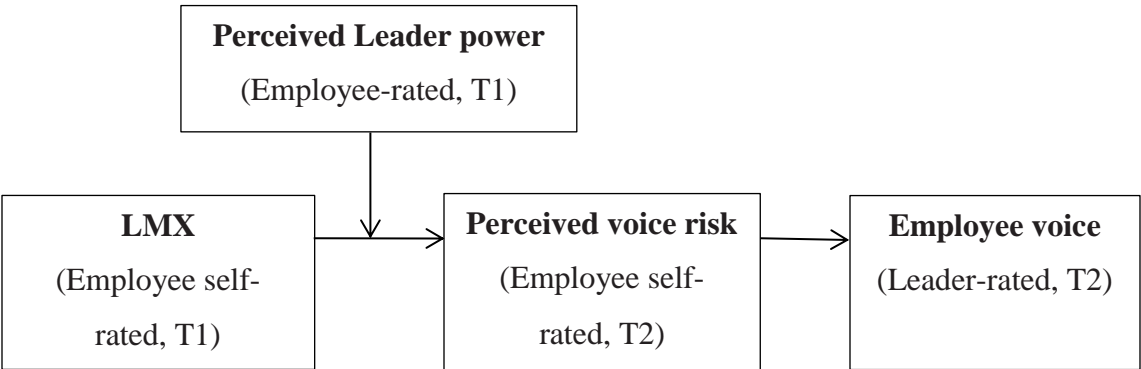 Perceived Leader power
(Employee-rated, T1)
LMX
(Employee self-
rated, T1)
Perceived voice risk
(Employee self-
rated, T2)
Employee voice
(Leader-rated, T2)